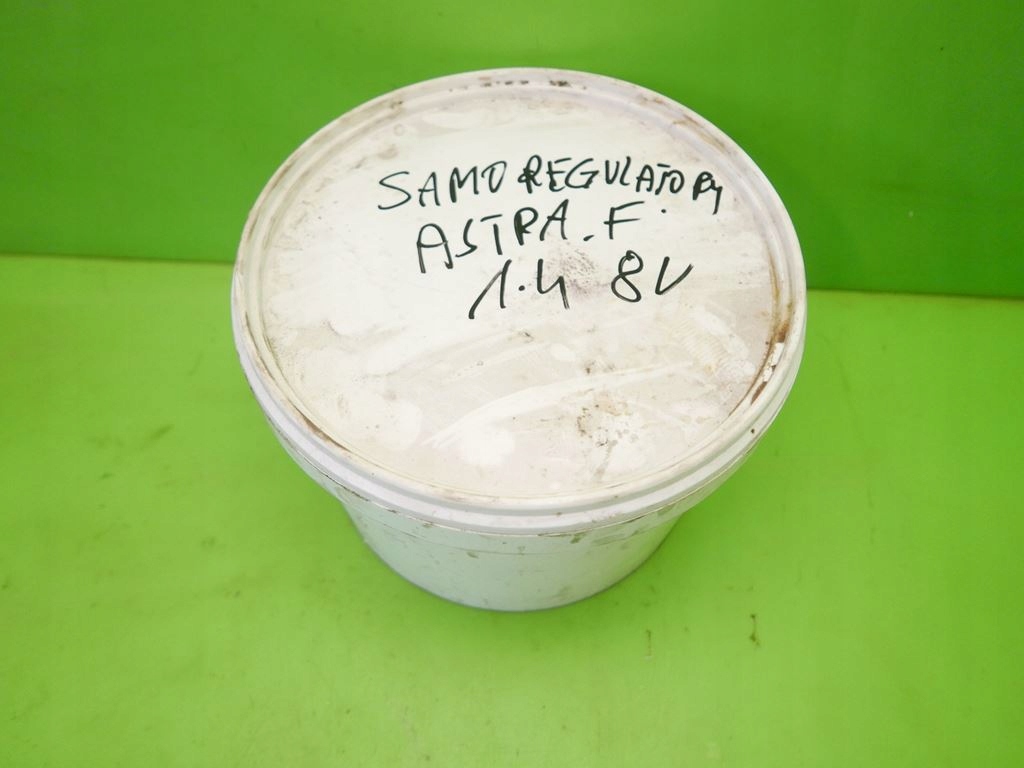 SAMOREGULATORY
ASTRA.F.
1.4 8V